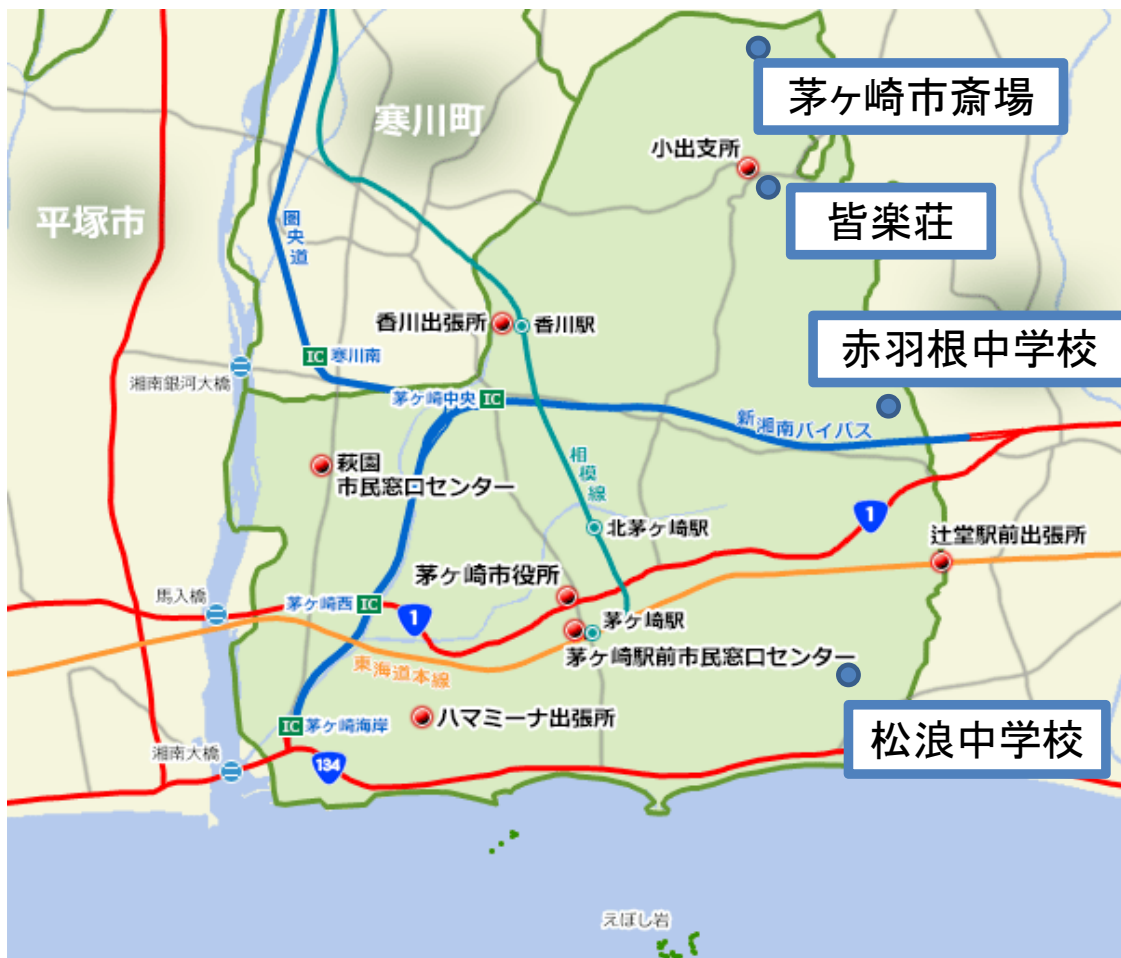 茅ヶ崎市斎場
寒川町
小出支所
平塚市
皆楽荘
圏央道
香川出張所
香川駅
赤羽根中学校
IC 寒川南
湘南銀河大橋
茅ヶ崎中央 IC
新湘南バイパス
萩園
市民窓口センター
相模線
1
北茅ヶ崎駅
辻堂駅前出張所
茅ヶ崎市役所
馬入橋
茅ヶ崎西 IC
1
茅ヶ崎駅
茅ヶ崎駅前市民窓口センター
東海道本線
ハマミーナ出張所
IC 茅ヶ崎海岸
松浪中学校
湘南大橋
134
えぼし岩